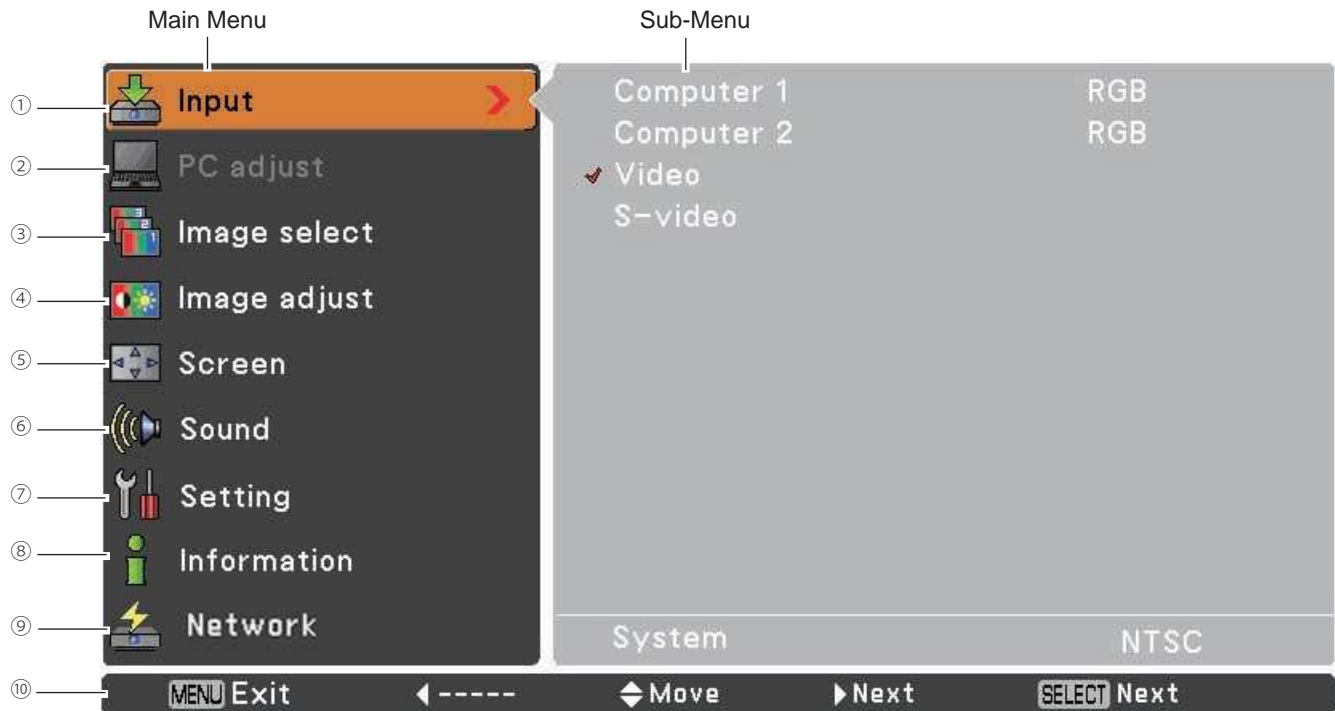 Main Menu Sub-Menu
① Input Computer 1 RGB
Computer 2 RGB
② PC adjust Video
S-video
③ Image select
④ Image adjust
⑤ Screen
⑥ Sound
⑦ Setting
⑧ Information
⑨ Network System NTSC
⑩ MENU Exit ----- Move Next SELECT Next